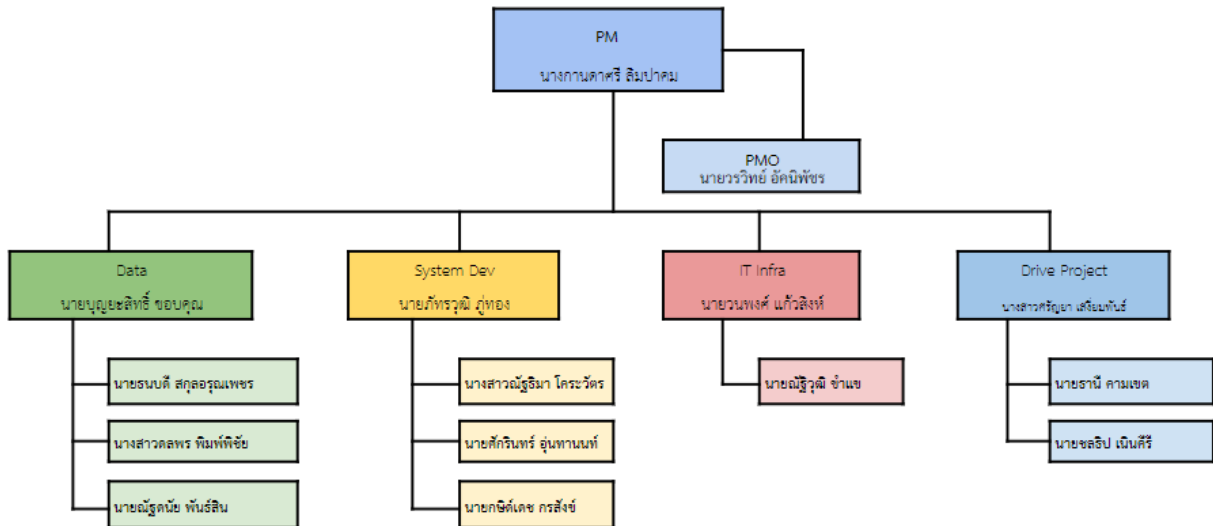 PM
นางกานดาศรี ลิมปาคม
PMO
นายวรวิทย์ อัคนิพัชร
Data
นายบุญยะสิทธิ์ ชอบคุณ
System Dev
นายภัทรวุฒิ ภู่ทอง
IT Infra
นายวนพงศ์ แก้วสิงห์
Drive Project
นางสาวศรัญยา เสงี่ยมพันธ์
นายธนบดี สกุลอรุณเพชร
นางสาวณัฐธิมา โคระวัตร
นายณัฐิวุฒิ ขำแข
นายธานี คามเขต
นางสาวดลพร พิมพ์พิชัย
นายศักรินทร์ อุ่นทานนท์
นายชลธิป เนินคีรี
นายณัฐดนัย พันธ์สิน
นายกษิด์เดช กรสังข์